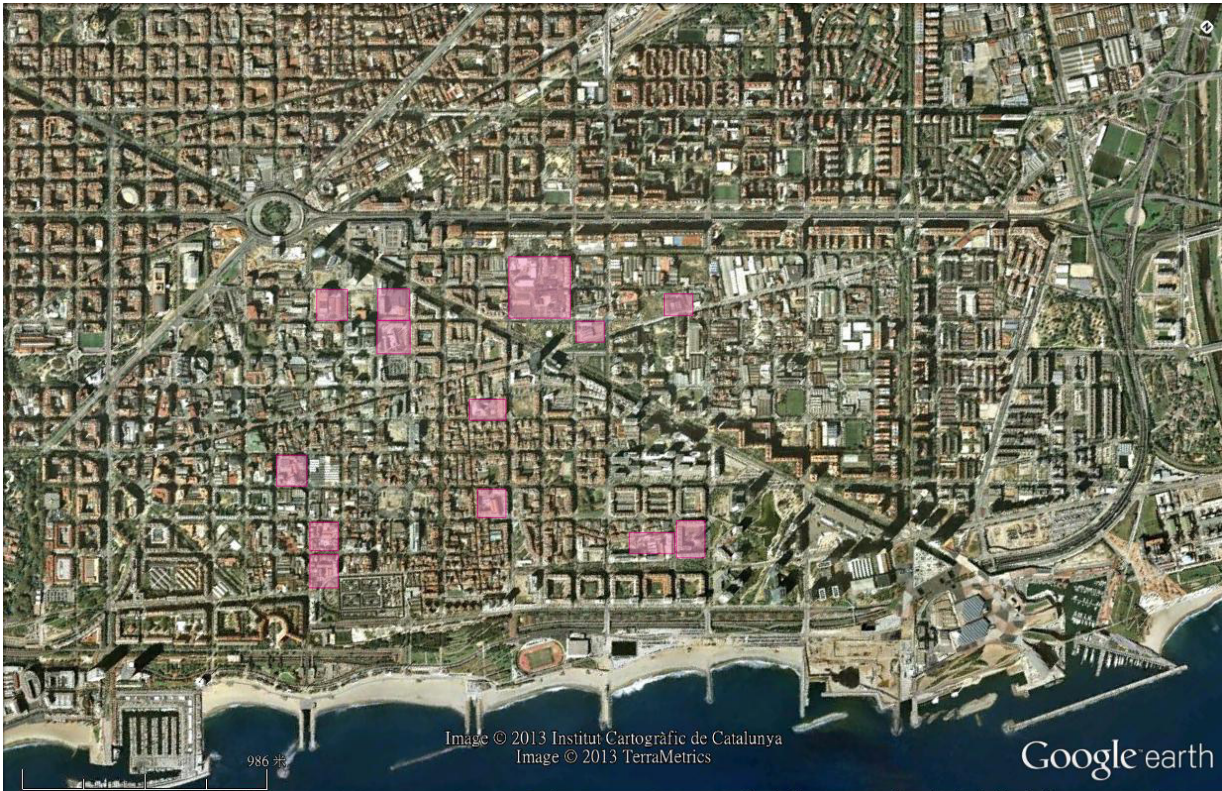 Image © 2013 Institut Cartogràfic de Catalunya
Image © 2013 TerraMetrics
986 米
Google earth